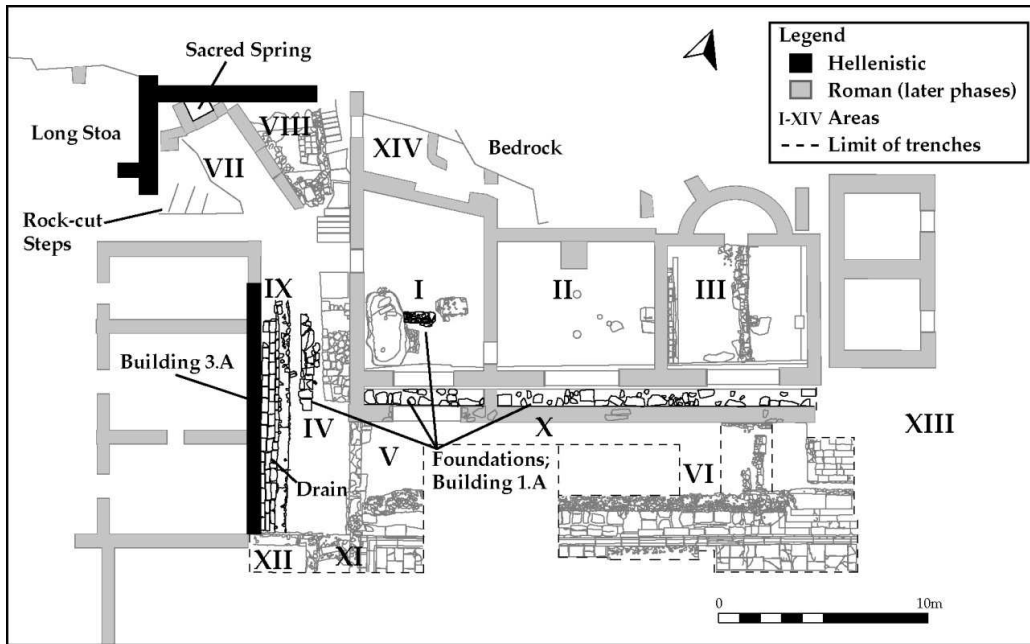 Sacred Spring
Long Stoa
VII
VIII
XIV
Bedrock
Legend
Hellenistic
Roman (later phases)
I-XIV Areas
Limit of trenches
Rock-cut
Steps
IX
I
II
III
Building 3.A
IV
V
X
XIII
Foundations;
Building 1.A
VI
Drain
XII
XI
0
10m